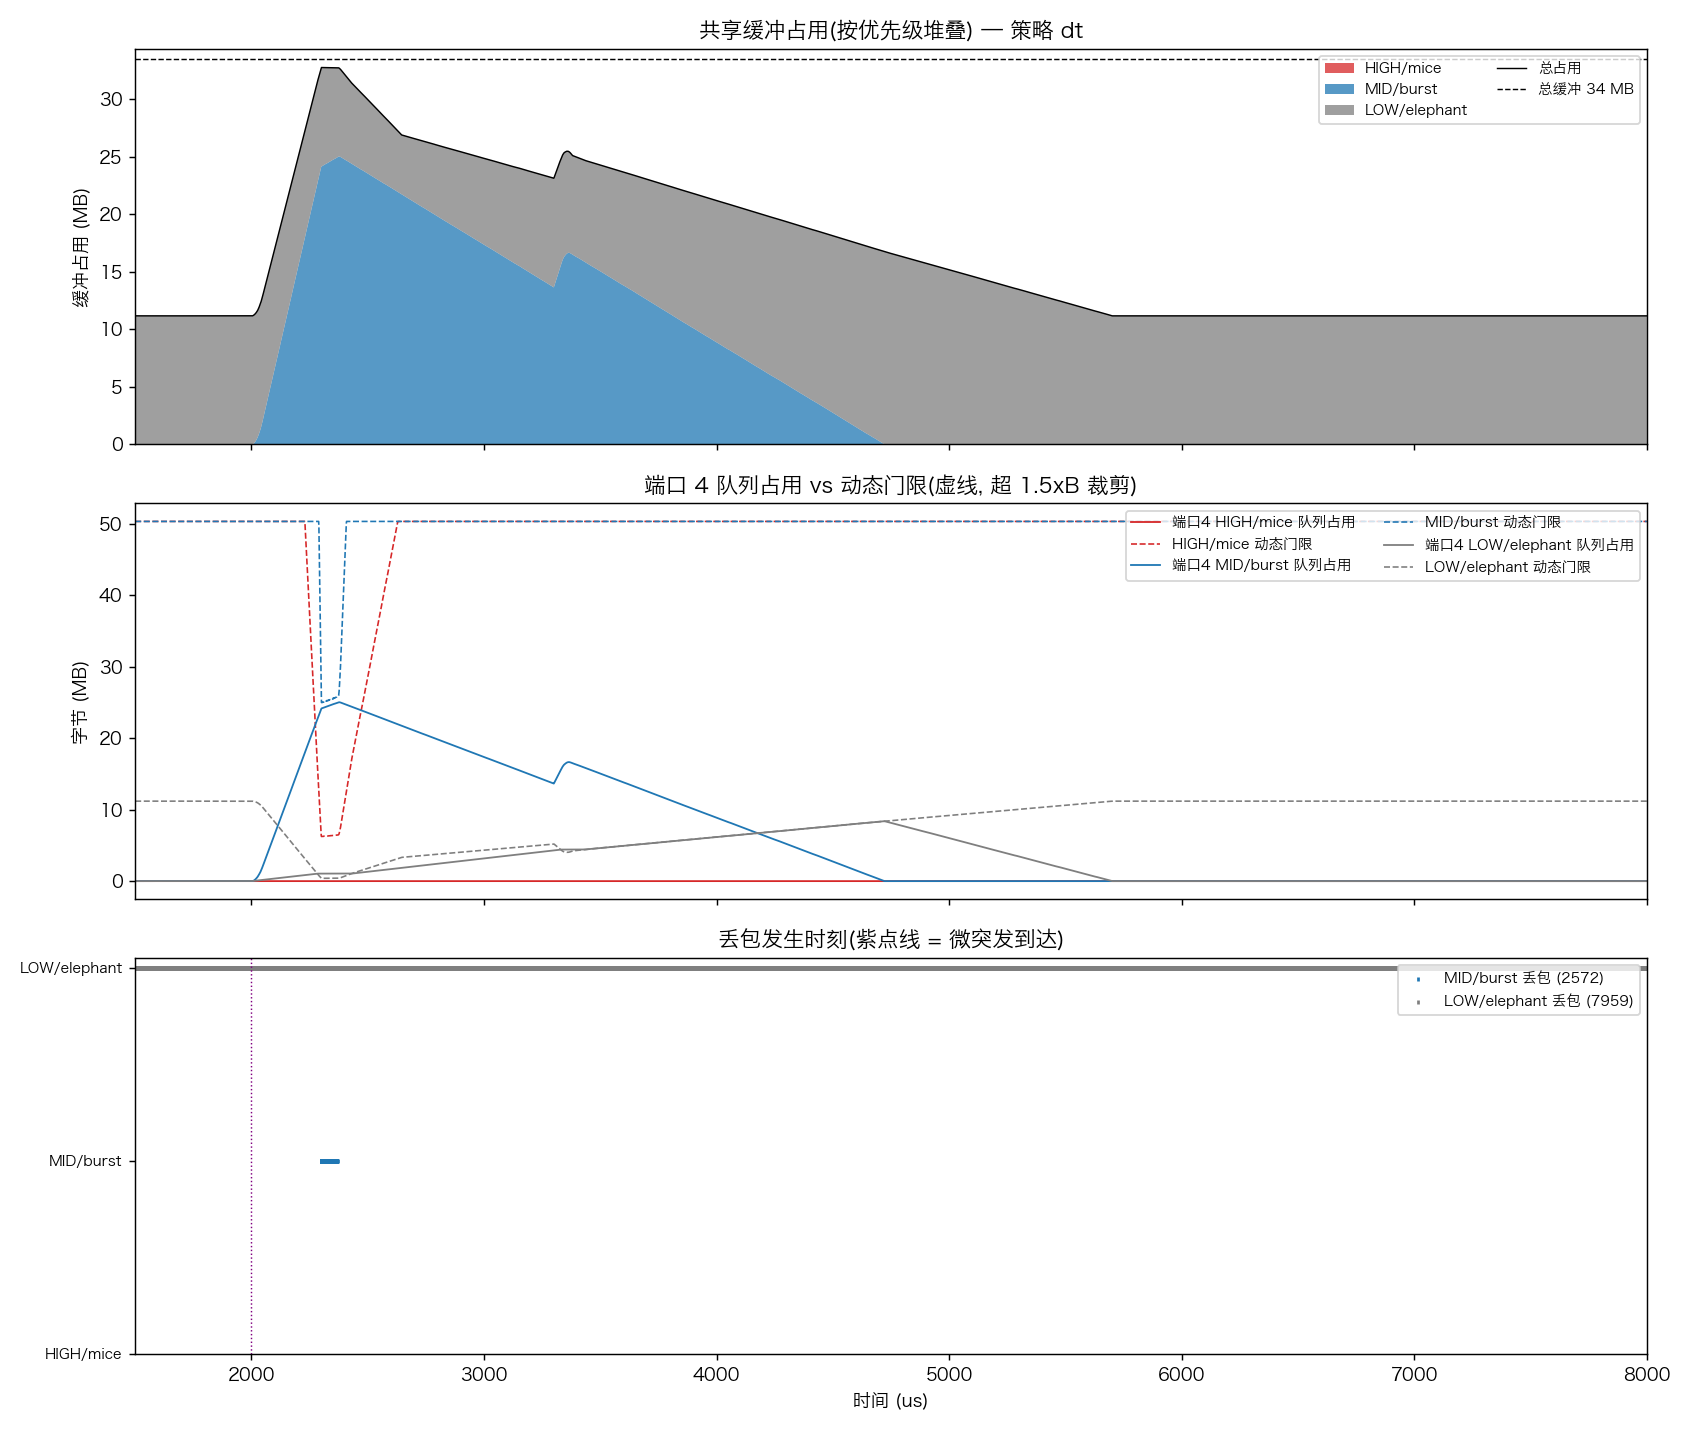 共享缓冲占用(按优先级堆叠) — 策略 dt
缓冲占用 (MB)
30
25
20
15
10
5
0
HIGH/mice
MID/burst
LOW/elephant
总占用
总缓冲 34 MB
端口 4 队列占用 vs 动态门限(虚线, 超 1.5xB 裁剪)
字节 (MB)
50
40
30
20
10
0
端口4 HIGH/mice 队列占用
HIGH/mice 动态门限
端口4 MID/burst 队列占用
MID/burst 动态门限
端口4 LOW/elephant 队列占用
LOW/elephant 动态门限
丢包发生时刻(紫点线 = 微突发到达)
LOW/elephant
MID/burst
HIGH/mice
MID/burst 丢包 (2572)
LOW/elephant 丢包 (7959)
2000 3000 4000 5000 6000 7000 8000
时间 (us)